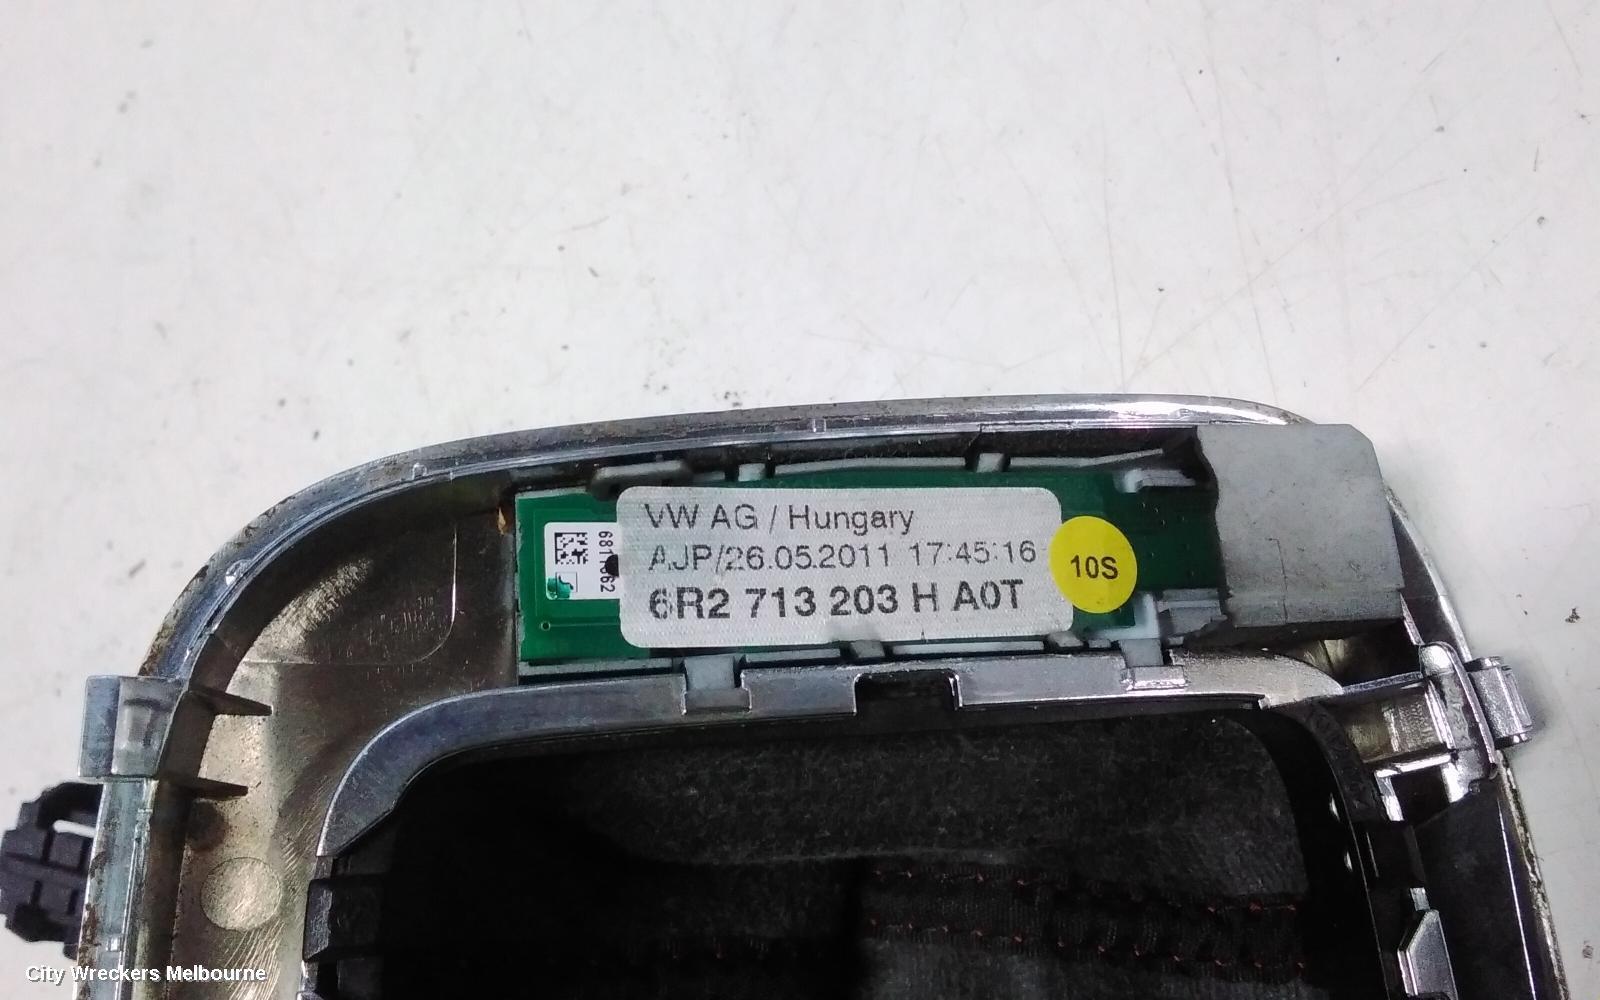 VW AG / Hungary
AJP/26.05.2011 17:45:16
6R2 713 203 H A0T
10S
City Wreckers Melbourne